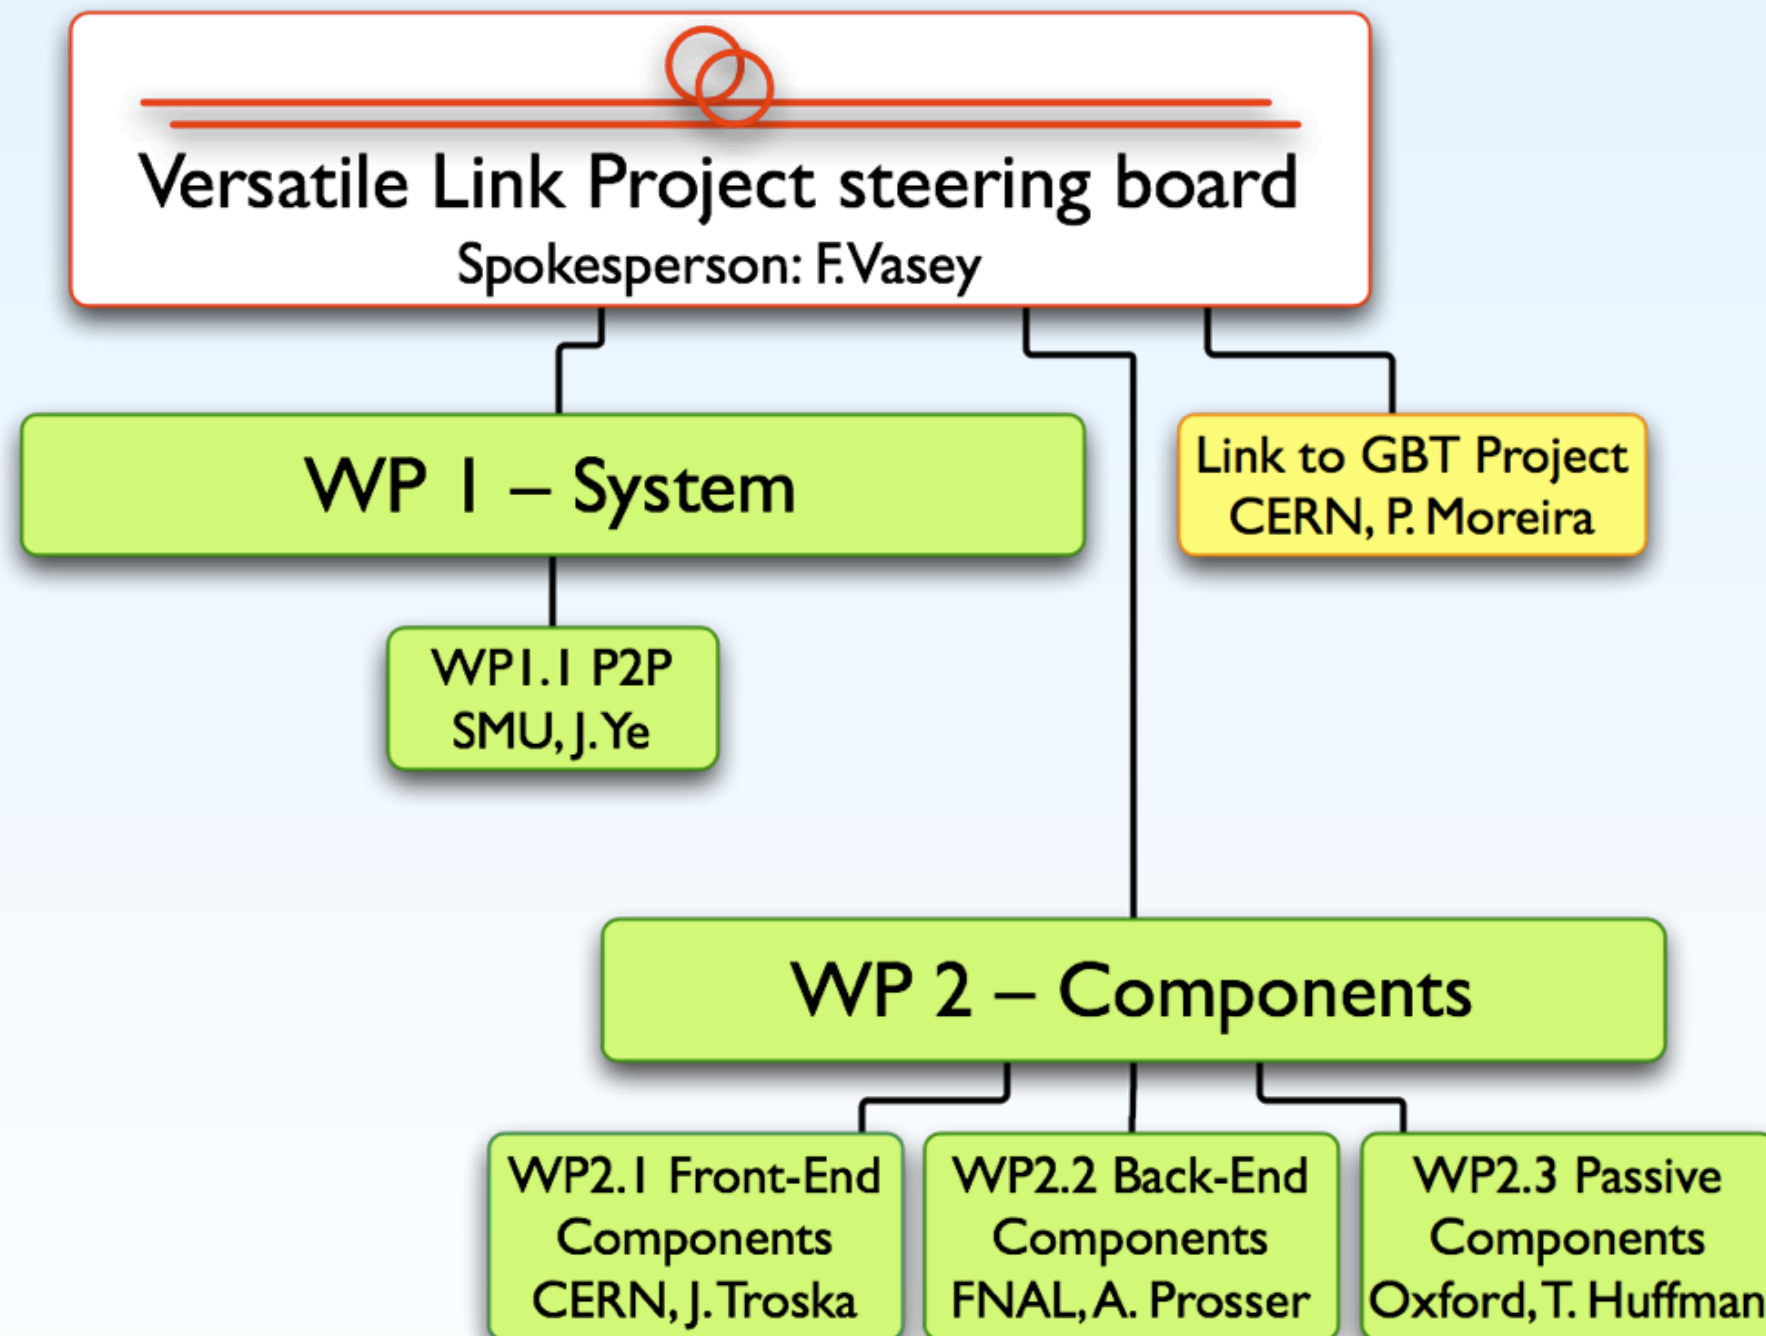 Versatile Link Project steering board
Spokesperson: F. Vasey
WP 1 – System
Link to GBT Project
CERN, P. Moreira
WP1.1 P2P
SMU, J. Ye
WP 2 – Components
WP2.1 Front-End
Components
CERN, J. Troska
WP2.2 Back-End
Components
FNAL, A. Prosser
WP2.3 Passive
Components
Oxford, T. Huffman